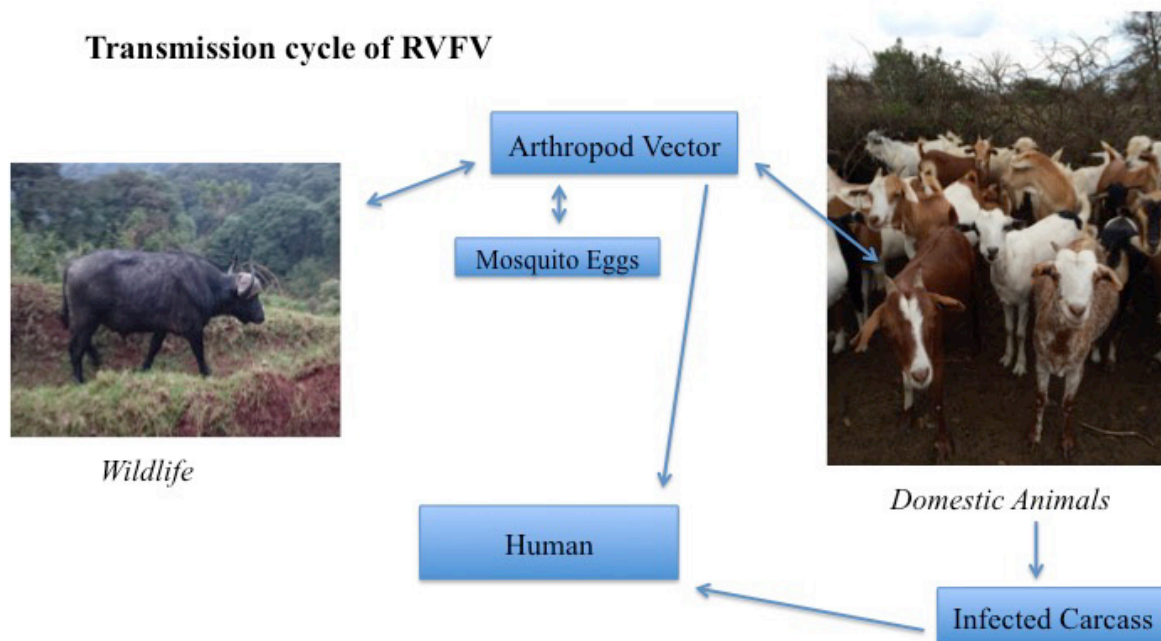 Transmission cycle of RVFV
Arthropod Vector
Mosquito Eggs
Wildlife
Domestic Animals
Human
Infected Carcass